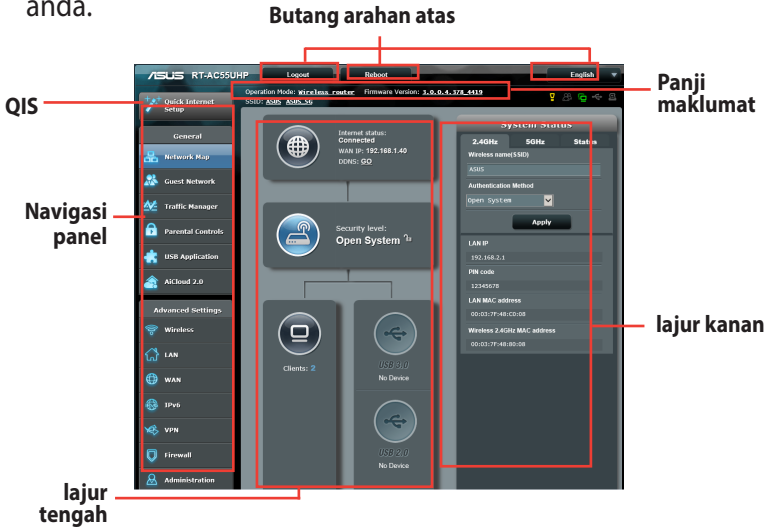 anda.
Butang arahan atas
ASUS RT-AC55UHP
Logout
Reboot
English
Operation Mode: Wireless router Firmware Version: 3.0.0.4.378_4419
SSID: ASUS ASUS_5G
Panji
maklumat
QIS
Quick Internet
Setup
General
Network Map
Guest Network
Traffic Manager
Parental Controls
USB Application
AiCloud 2.0
Advanced Settings
Wireless
LAN
WAN
IPv6
VPN
Firewall
Administration
Navigasi
panel
Internet status:
Connected
WAN IP: 192.168.1.40
DDNS: GO
Security level:
Open System
Clients: 2
USB 3.0
No Device
USB 2.0
No Device
System Status
2.4GHz 5GHz Status
Wireless name(SSID)
ASUS
Authentication Method
Open System
Apply
LAN IP
192.168.2.1
PIN code
12345678
LAN MAC address
00:03:7F:48:C0:08
Wireless 2.4GHz MAC address
00:03:7F:48:80:08
lajur kanan
lajur
tengah